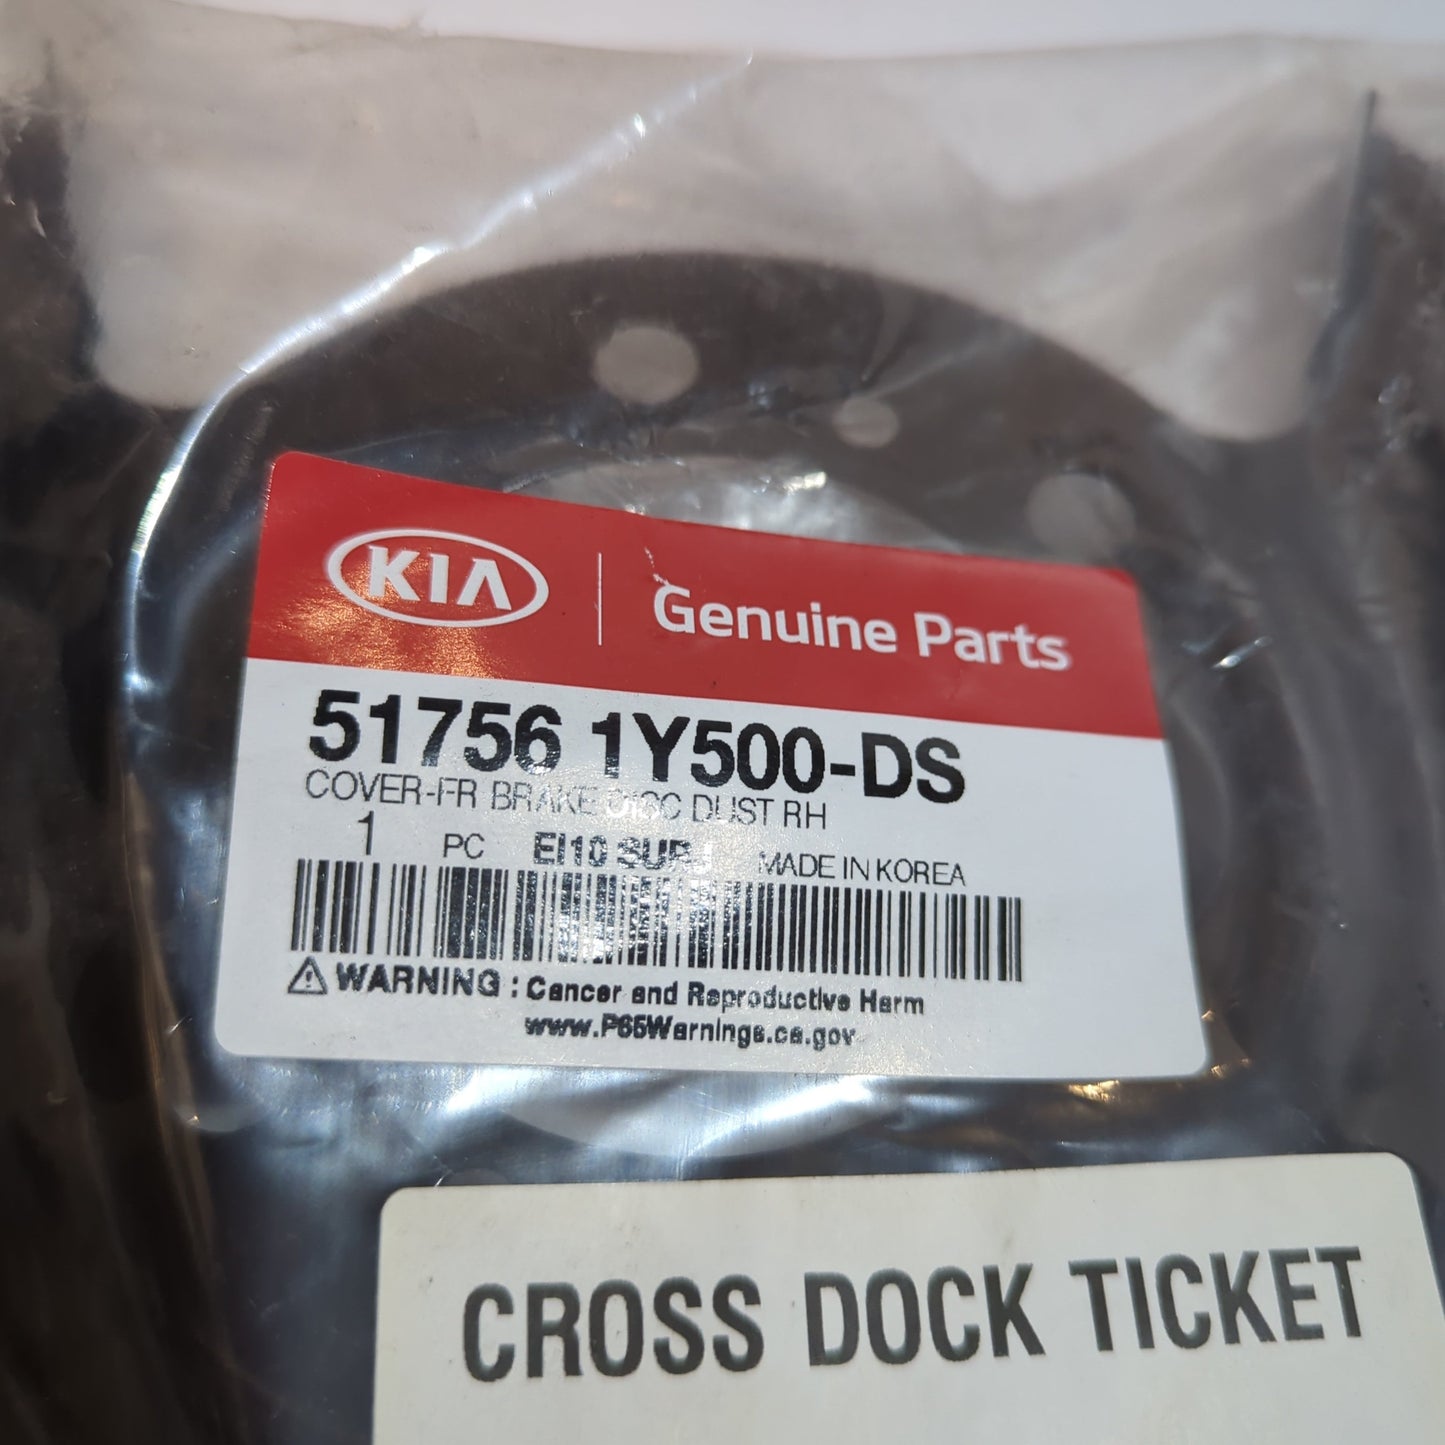 KIA Genuine Parts
51756 1Y500-DS
COVER-FR BRAKE DISC DUST RH
1 PC EI10 MADE IN KOREA
WARNING : Cancer and Reproductive Harm
www.P65Warnings.ca.gov
CROSS DOCK TICKET